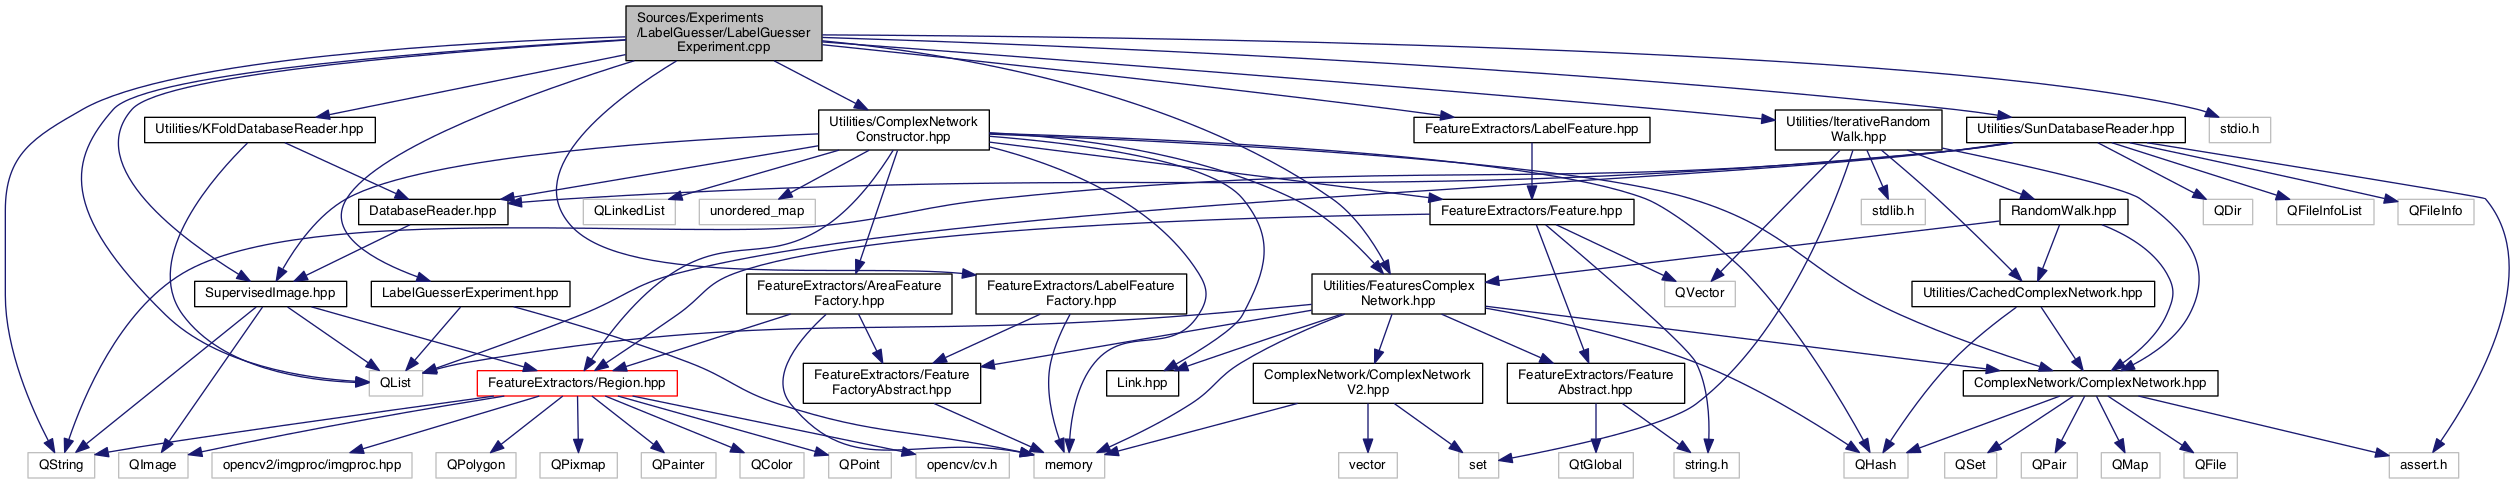 Sources/Experiments
/LabelGuesser/LabelGuesser
Experiment.cpp
Utilities/KFoldDatabaseReader.hpp
Utilities/ComplexNetwork
Constructor.hpp
FeatureExtractors/LabelFeature.hpp
Utilities/IterativeRandom
Walk.hpp
Utilities/SunDatabaseReader.hpp
stdio.h
DatabaseReader.hpp
QLinkedList
unordered_map
FeatureExtractors/Feature.hpp
stdlib.h
RandomWalk.hpp
QDir
QFileInfoList
QFileInfo
SupervisedImage.hpp
LabelGuesserExperiment.hpp
FeatureExtractors/AreaFeature
Factory.hpp
FeatureExtractors/LabelFeature
Factory.hpp
Utilities/FeaturesComplex
Network.hpp
QVector
Utilities/CachedComplexNetwork.hpp
QList
FeatureExtractors/Region.hpp
FeatureExtractors/Feature
FactoryAbstract.hpp
Link.hpp
ComplexNetwork/ComplexNetwork
V2.hpp
FeatureExtractors/Feature
Abstract.hpp
ComplexNetwork/ComplexNetwork.hpp
QString
QImage
opencv2/imgproc/imgproc.hpp
QPolygon
QPixmap
QPainter
QColor
QPoint
opencv/cv.h
memory
vector
set
QtGlobal
string.h
QHash
QSet
QPair
QMap
QFile
assert.h